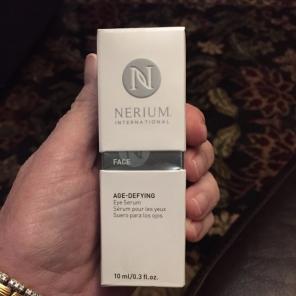 N
NERIUM
INTERNATIONAL
FACE
AGE-DEFYING
Eye Serum
Sérum pour les yeux
Suero para los ojos
10 ml/0.3 fl.oz.